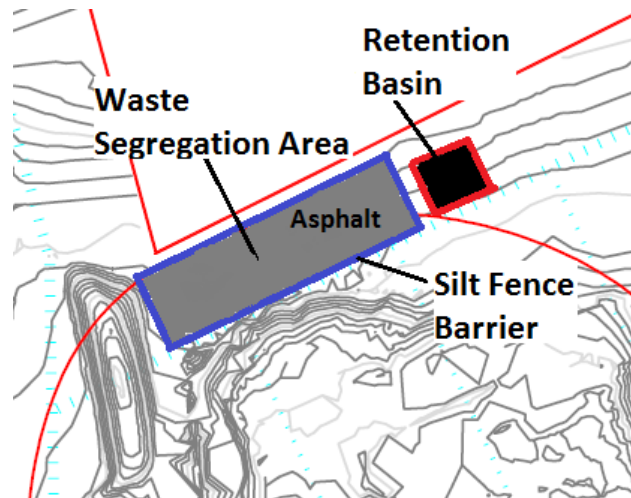 Retention
Basin
Waste
Segregation Area
Asphalt
Silt Fence
Barrier